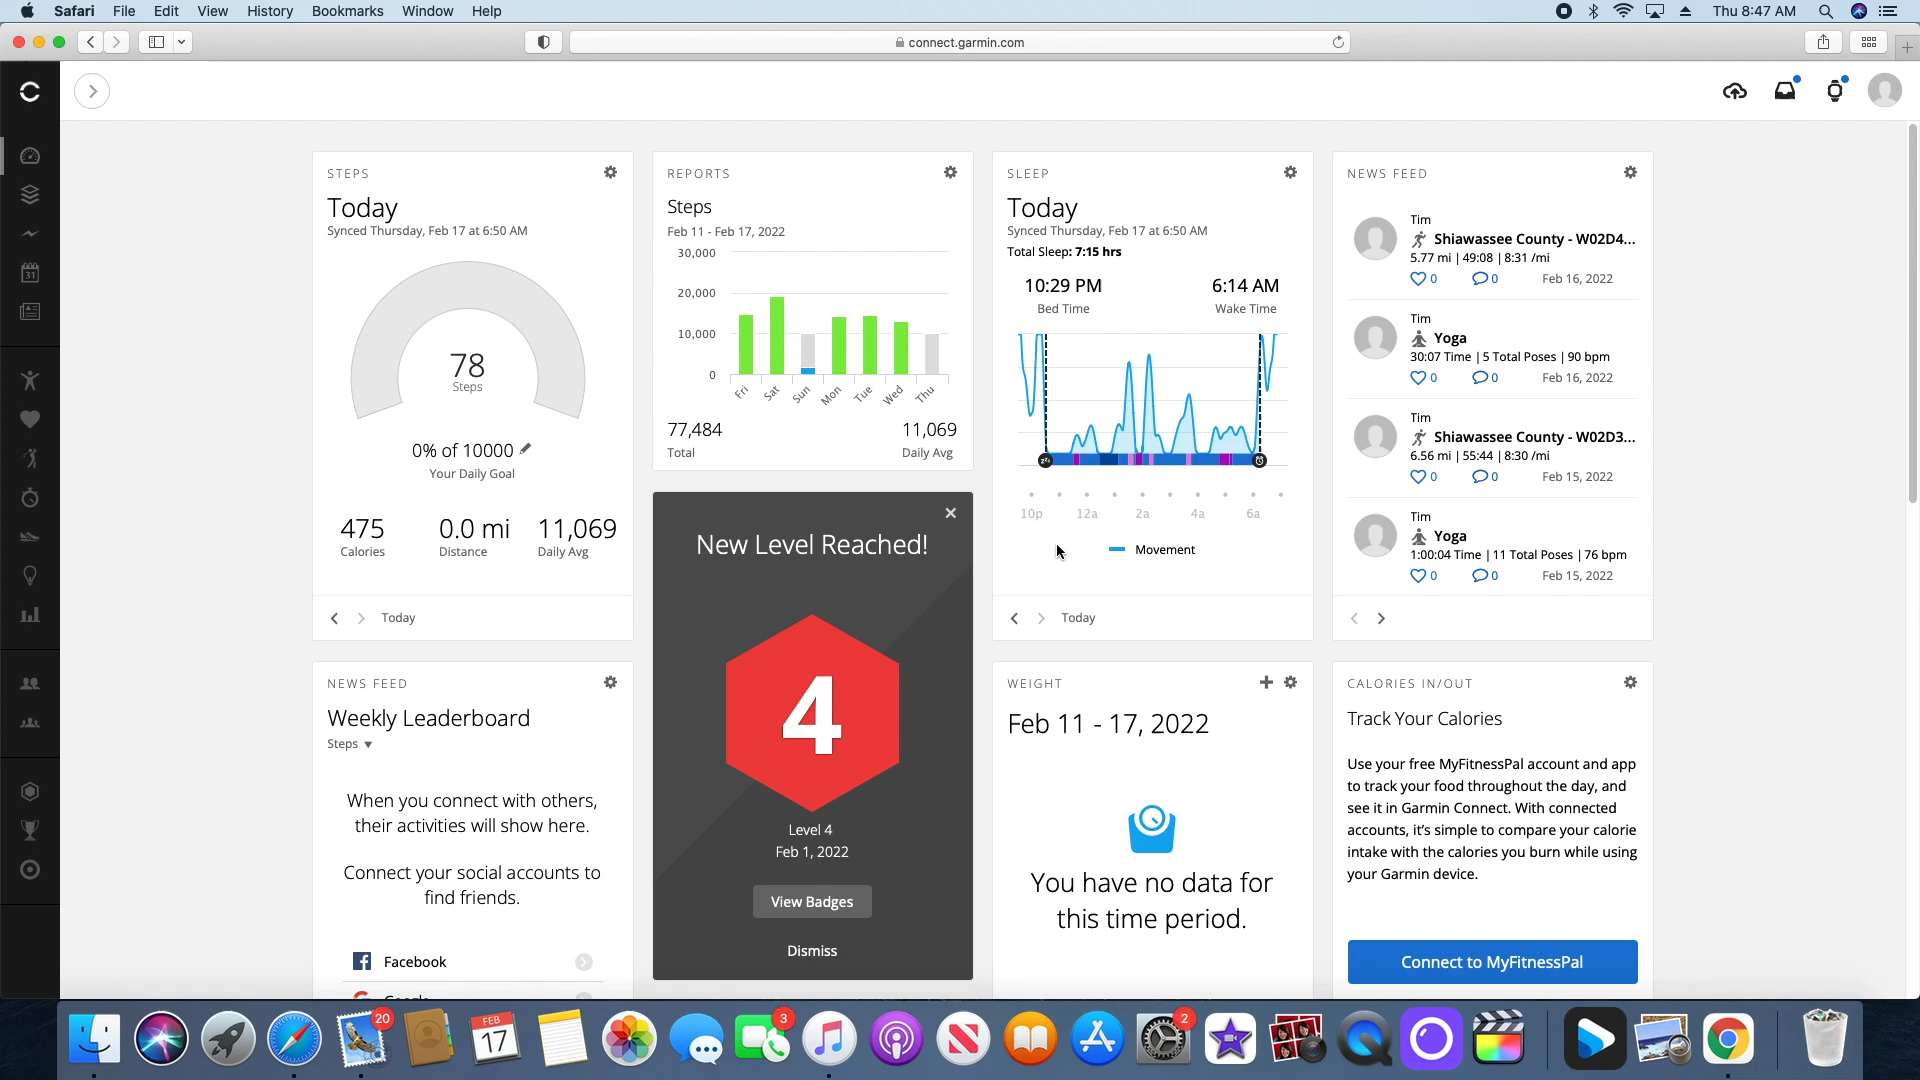 Safari File Edit View History Bookmarks Window Help
Thu 8:47 AM
connect.garmin.com
31
STEPS
Today
Synced Thursday, Feb 17 at 6:50 AM
78
Steps
0% of 10000
Your Daily Goal
475 0.0 mi 11,069
Calories Distance Daily Avg
Today
REPORTS
Steps
Feb 11 - Feb 17, 2022
30,000
20,000
10,000
0
Fri Sat Sun Mon Tue Wed Thu
77,484 11,069
Total Daily Avg
SLEEP
Today
Synced Thursday, Feb 17 at 6:50 AM
Total Sleep: 7:15 hrs
10:29 PM 6:14 AM
Bed Time Wake Time
10p 12a 2a 4a 6a
Movement
Today
NEWS FEED
Tim
Shiawassee County - W02D4...
5.77 mi | 49:08 | 8:31 /mi
0 0 Feb 16, 2022
Tim
Yoga
30:07 Time | 5 Total Poses | 90 bpm
0 0 Feb 16, 2022
Tim
Shiawassee County - W02D3...
6.56 mi | 55:44 | 8:30 /mi
0 0 Feb 15, 2022
Tim
Yoga
1:00:04 Time | 11 Total Poses | 76 bpm
0 0 Feb 15, 2022
NEWS FEED
Weekly Leaderboard
Steps
When you connect with others,
their activities will show here.
Connect your social accounts to
find friends.
Facebook
New Level Reached!
4
Level 4
Feb 1, 2022
View Badges
Dismiss
WEIGHT
Feb 11 - 17, 2022
You have no data for
this time period.
CALORIES IN/OUT
Track Your Calories
Use your free MyFitnessPal account and app
to track your food throughout the day, and
see it in Garmin Connect. With connected
accounts, it's simple to compare your calorie
intake with the calories you burn while using
your Garmin device.
Connect to MyFitnessPal
20
FEB
17
3
2